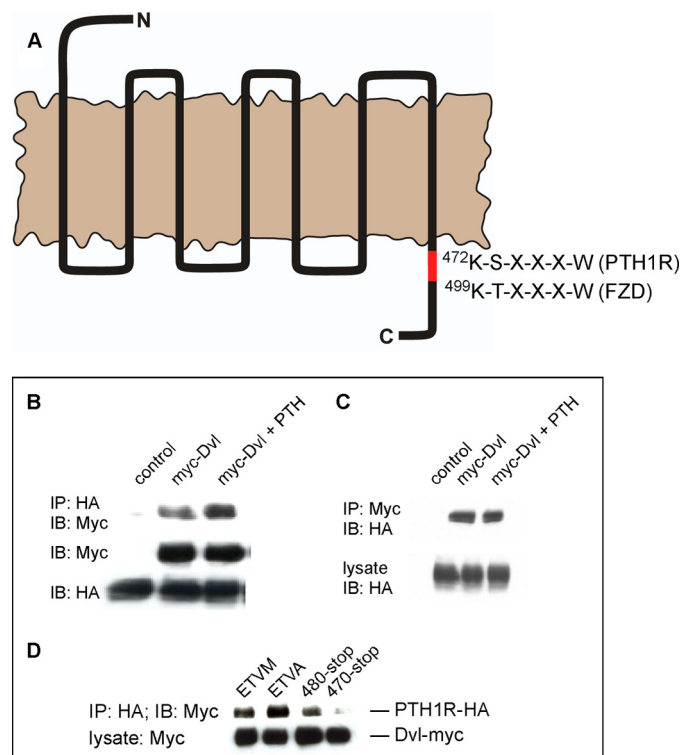 A
N
472K-S-X-X-X-W (PTH1R)
499K-T-X-X-X-W (FZD)
C
B
control
myc-Dvl
myc-Dvl + PTH
IP: HA
IB: Myc
IB: Myc
IB: HA
C
control
myc-Dvl
myc-Dvl + PTH
IP: Myc
IB: HA
lysate
IB: HA
D
ETVM
ETVA
480-stop
470-stop
IP: HA; IB: Myc
PTH1R-HA
lysate: Myc
Dvl-myc